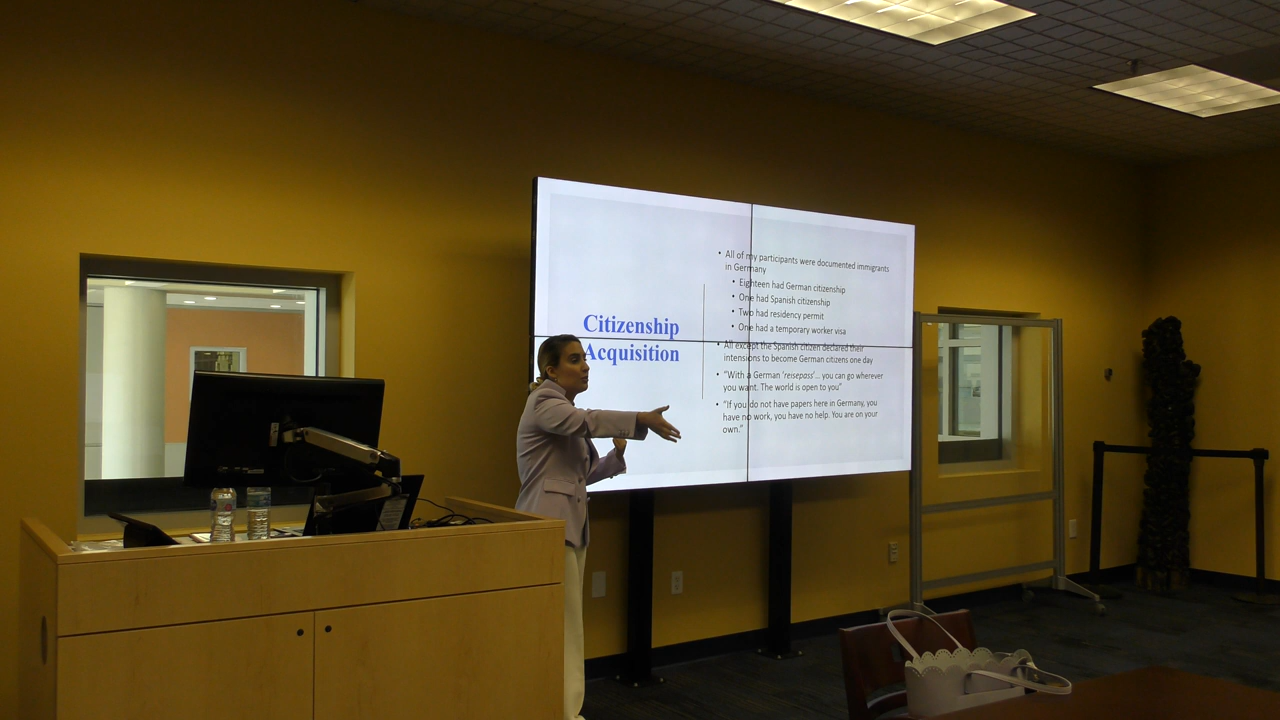 Citizenship
Acquisition
• All of my participants were documented immigrants
in Germany
• Eighteen had German citizenship
• One had Spanish citizenship
• Two had residency permit
• One had a temporary worker visa
• All except the Spanish citizen declared their
intensions to become German citizens one day
• "With a German 'reisepass'... you can go wherever
you want. The world is open to you"
• "If you do not have papers here in Germany, you
have no work, you have no help. You are on your
own."